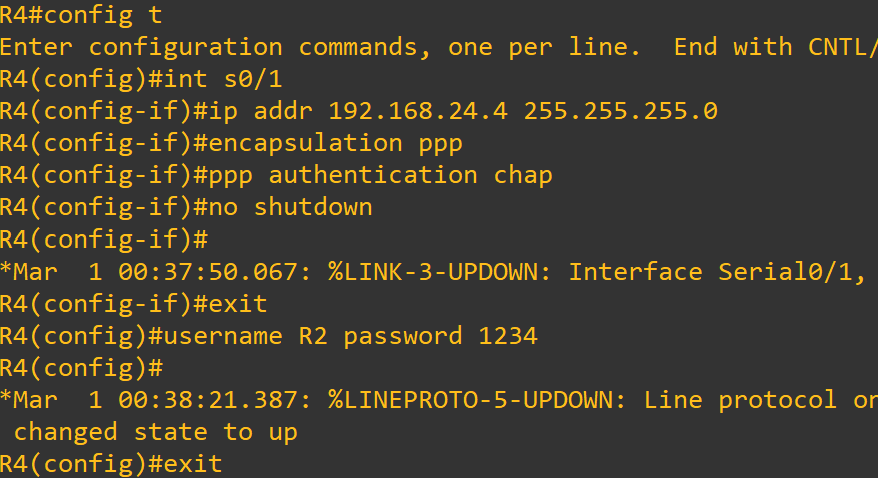 R4#config t
Enter configuration commands, one per line.  End with CNTL/
R4(config)#int s0/1
R4(config-if)#ip addr 192.168.24.4 255.255.255.0
R4(config-if)#encapsulation ppp
R4(config-if)#ppp authentication chap
R4(config-if)#no shutdown
R4(config-if)#
*Mar  1 00:37:50.067: %LINK-3-UPDOWN: Interface Serial0/1,
R4(config-if)#exit
R4(config)#username R2 password 1234
R4(config)#
*Mar  1 00:38:21.387: %LINEPROTO-5-UPDOWN: Line protocol on
 changed state to up
R4(config)#exit